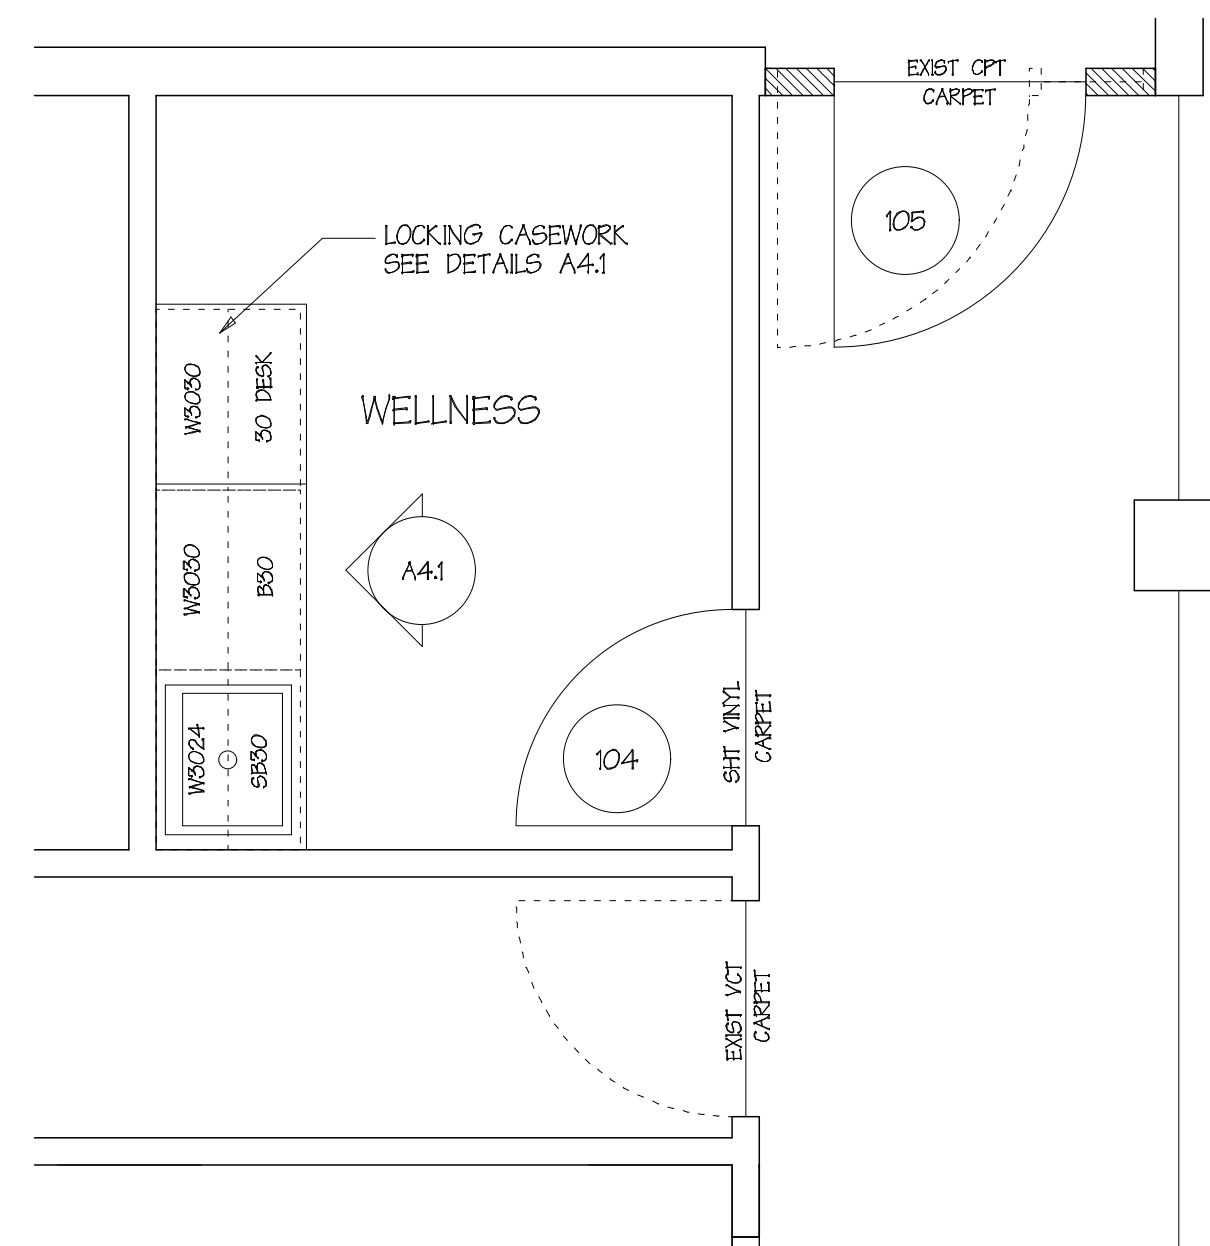 EXIST CPT
CARPET
105
LOCKING CASEWORK
SEE DETAILS A4.1
W3030
30 DESK
WELLNESS
W3030
B30
A4.1
W3024
SB30
104
SHT VINYL
CARPET
EXIST VCT
CARPET